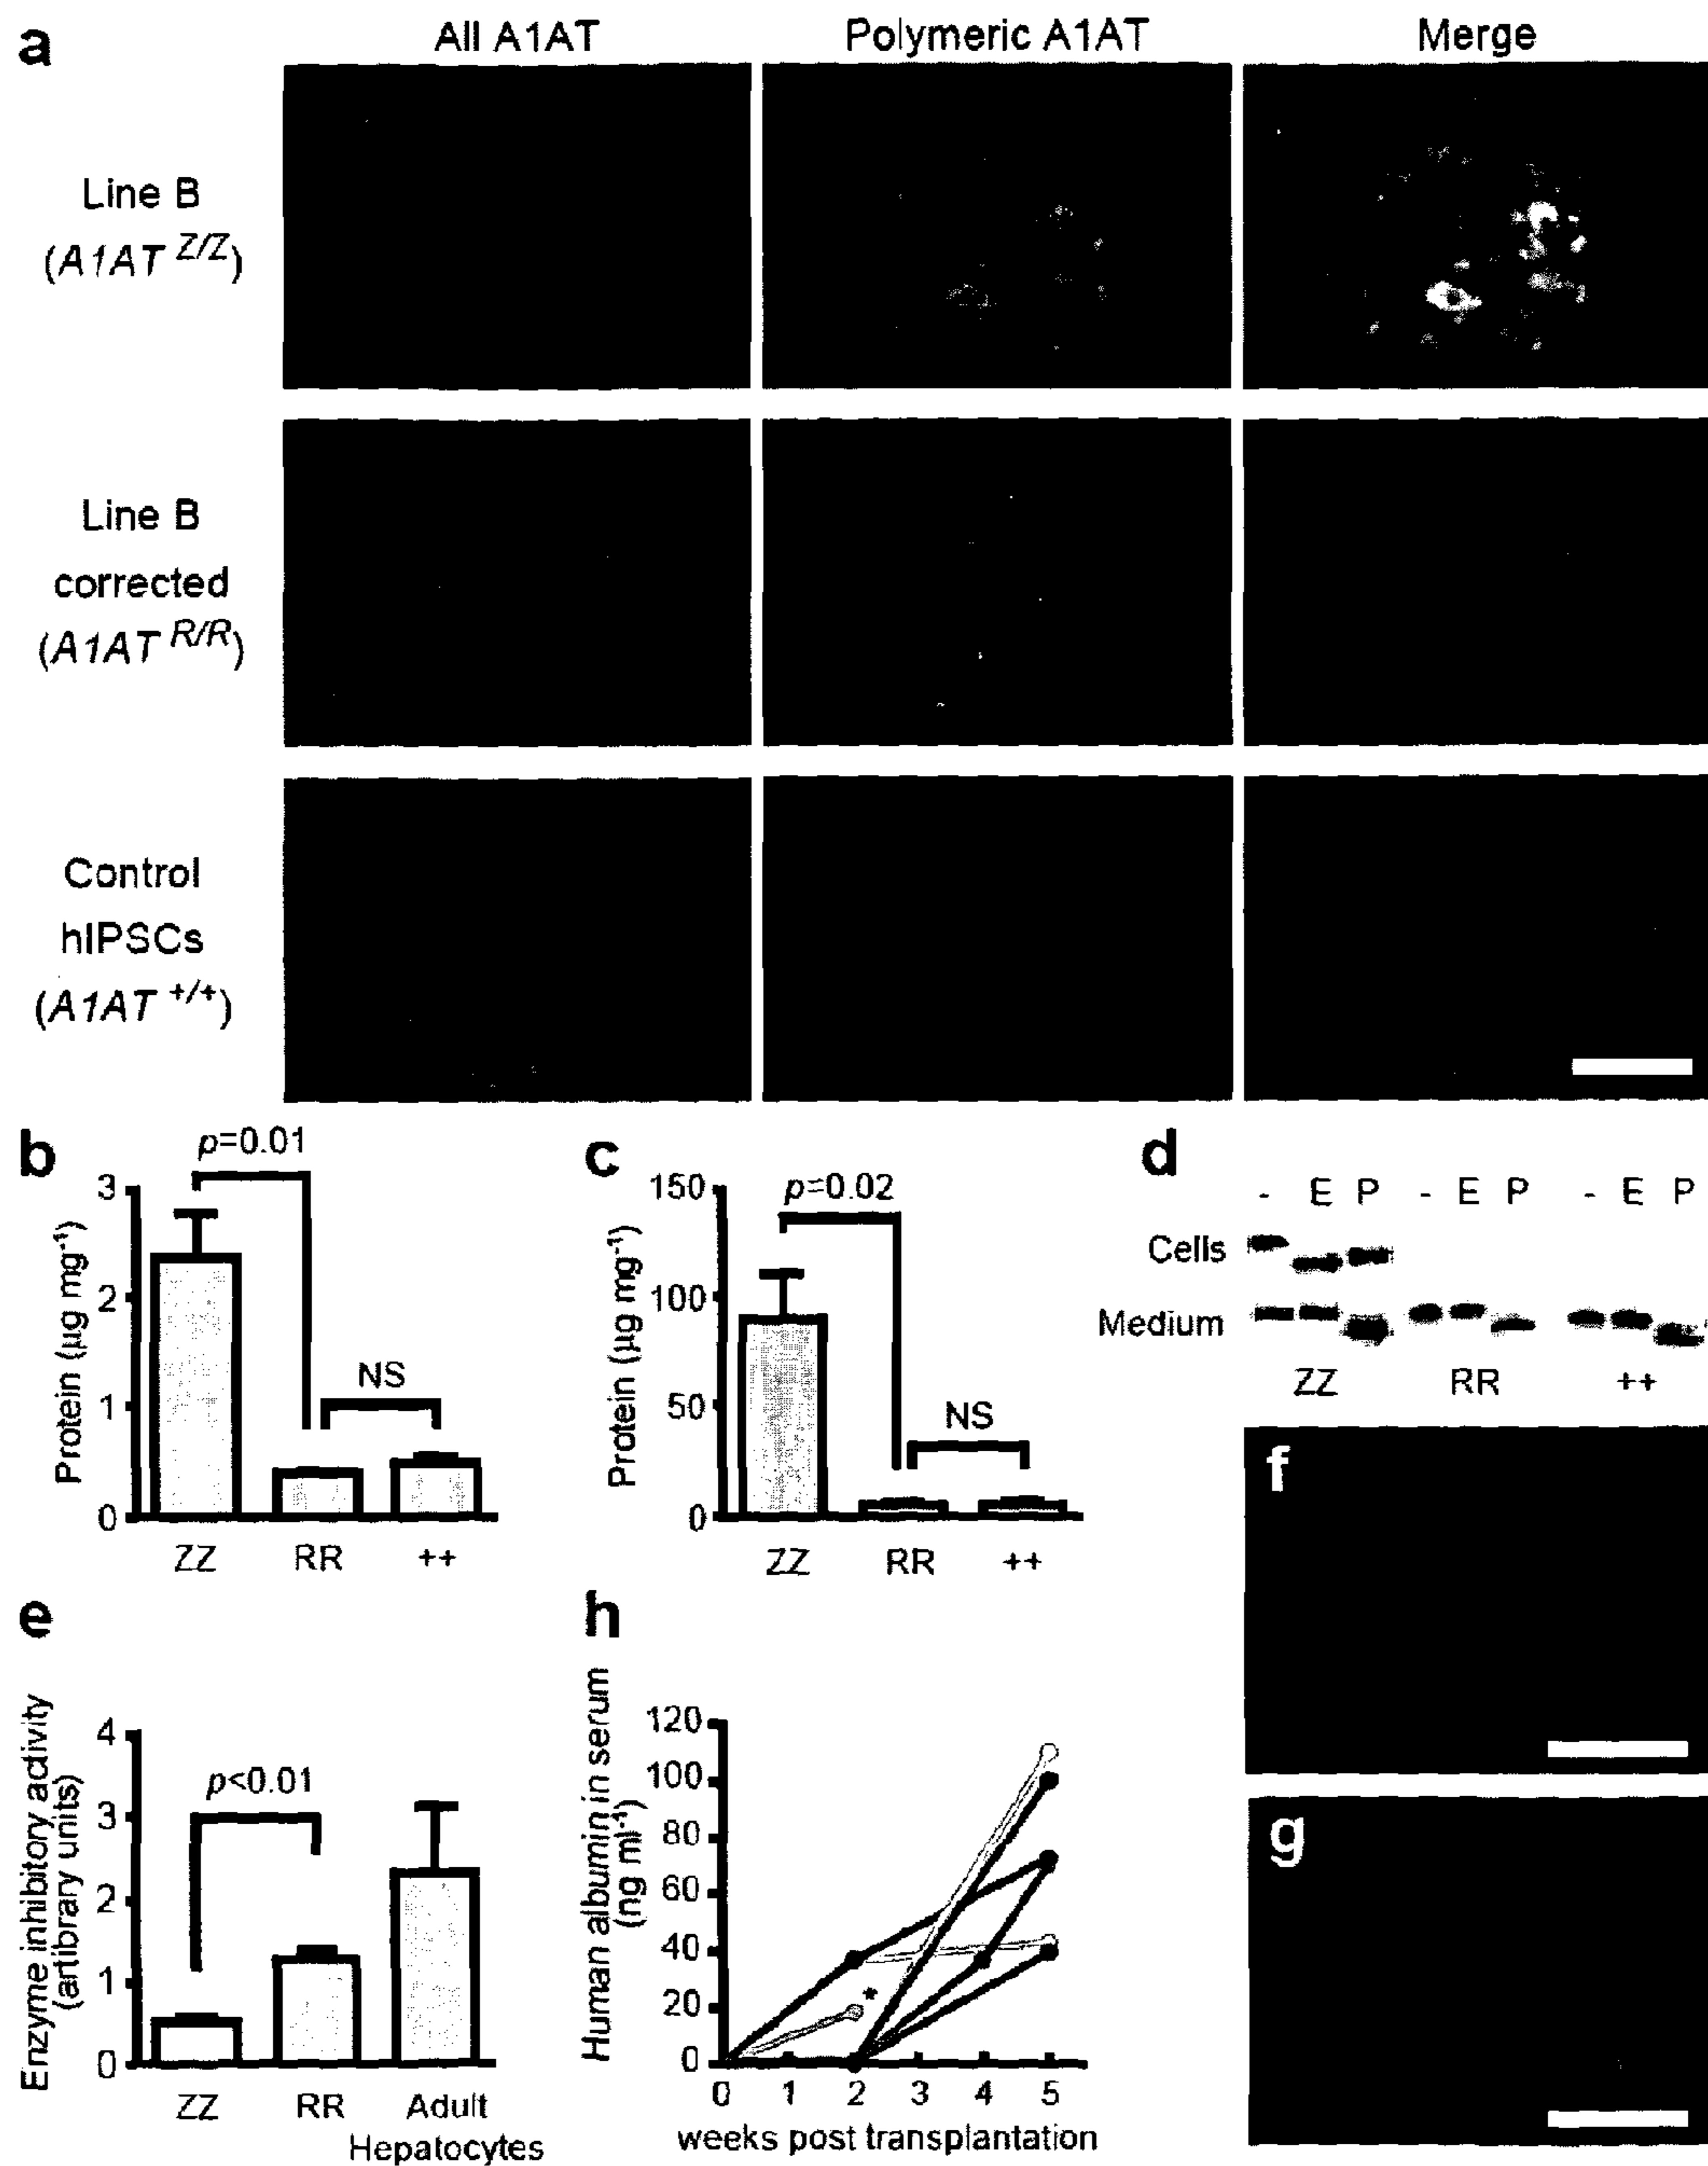 a
All A1AT
Polymeric A1AT
Merge
Line B
(A1AT Z/Z)
Line B
corrected
(A1AT R/R)
Control
hIPSCs
(A1AT +/+)
b
p=0.01
Protein (µg mg-1)
3
2
1
0
NS
ZZ
RR
++
c
p=0.02
Protein (µg mg-1)
150
100
50
0
NS
ZZ
RR
++
d
- E P - E P - E P
Cells
Medium
ZZ
RR
++
e
Enzyme inhibitory activity
(artibrary units)
4
3
2
1
0
p<0.01
ZZ
RR
Adult
Hepatocytes
h
Human albumin in serum
(ng ml-1)
120
100
80
60
40
20
0
*
0 1 2 3 4 5
weeks post transplantation
f
g